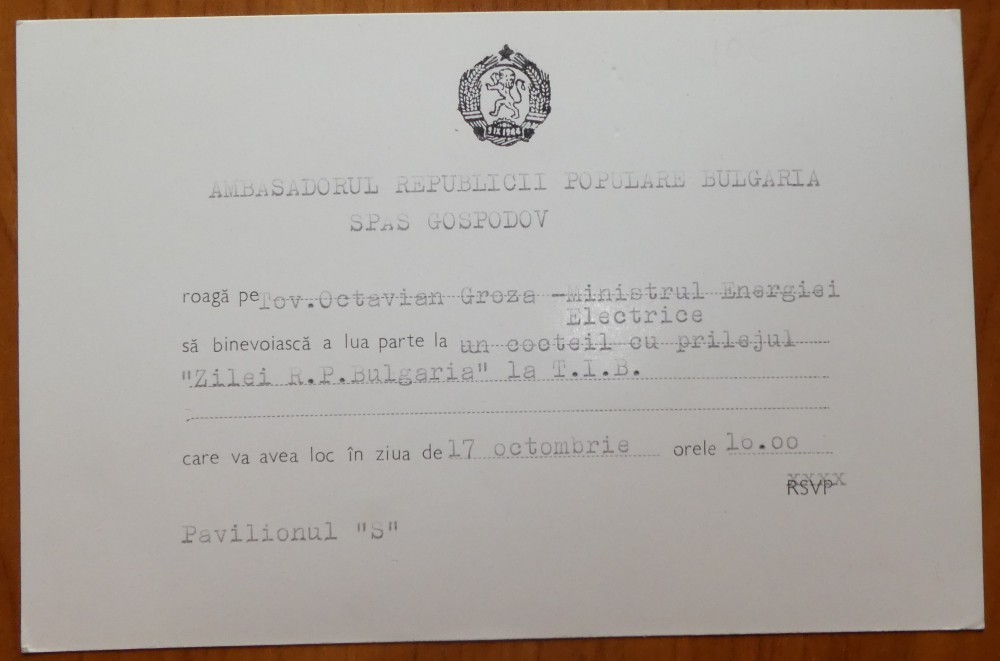 9 IX 1944
AMBASADORUL REPUBLICII POPULARE BULGARIA
SPAS GOSPODOV
roagă pe Tov.Octavian Groza -Ministrul Energiei
Electrice
să binevoiască a lua parte la un cocteil cu prilejul
"Zilei R.P.Bulgaria" la T.I.B.
care va avea loc în ziua de 17 octombrie orele 16.00
xxxx
RSVP
Pavilionul "S"